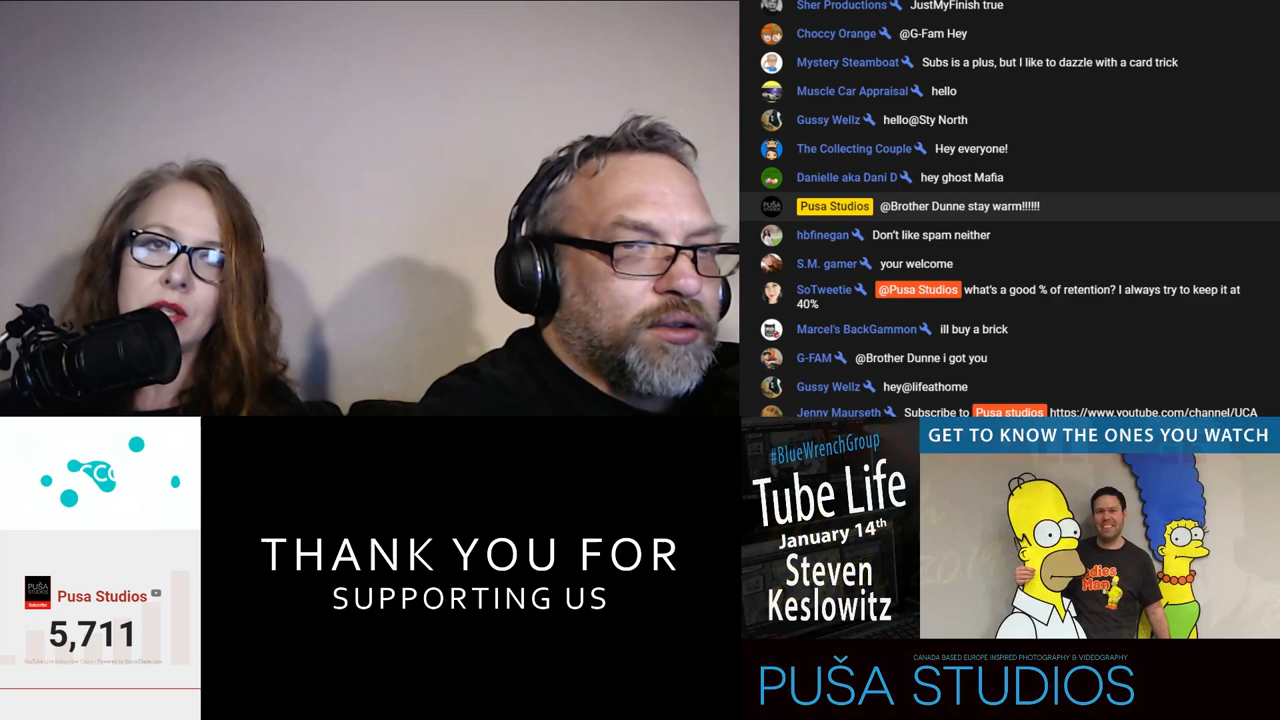 Sher Productions JustMyFinish true
Choccy Orange @G-Fam Hey
Mystery Steamboat Subs is a plus, but I like to dazzle with a card trick
Muscle Car Appraisal hello
Gussy Wellz hello@Sty North
The Collecting Couple Hey everyone!
Danielle aka Dani D hey ghost Mafia
Pusa Studios @Brother Dunne stay warm!!!!!!
hbfinegan Don't like spam neither
S.M. gamer your welcome
SoTweetie @Pusa Studios what's a good % of retention? I always try to keep it at
40%
Marcel's BackGammon ill buy a brick
G-FAM @Brother Dunne i got you
Gussy Wellz hey@lifeathome
Jenny Maurseth Subscribe to Pusa studios https://www.youtube.com/channel/UCA
PUŠA
STUDIOS
Subscribe
Pusa Studios
5,711
THANK YOU FOR
SUPPORTING US
#BlueWrenchGroup
Tube Life
January 14th
Steven
Keslowitz
GET TO KNOW THE ONES YOU WATCH
CANADA BASED EUROPE INSPIRED PHOTOGRAPHY & VIDEOGRAPHY
PUŠA STUDIOS